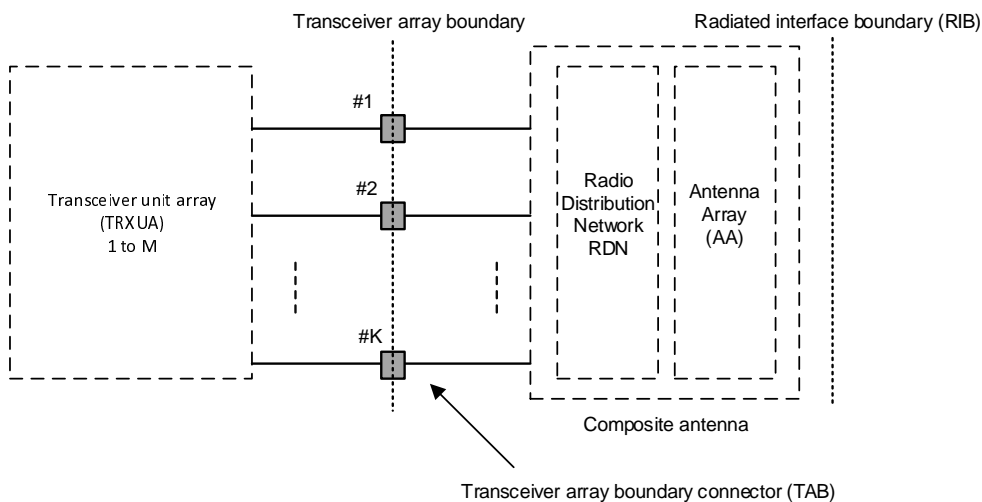 Transceiver array boundary
Radiated interface boundary (RIB)
#1
#2
#K
Transceiver unit array
(TRXUA)
1 to M
Radio
Distribution
Network
RDN
Antenna
Array
(AA)
Composite antenna
Transceiver array boundary connector (TAB)